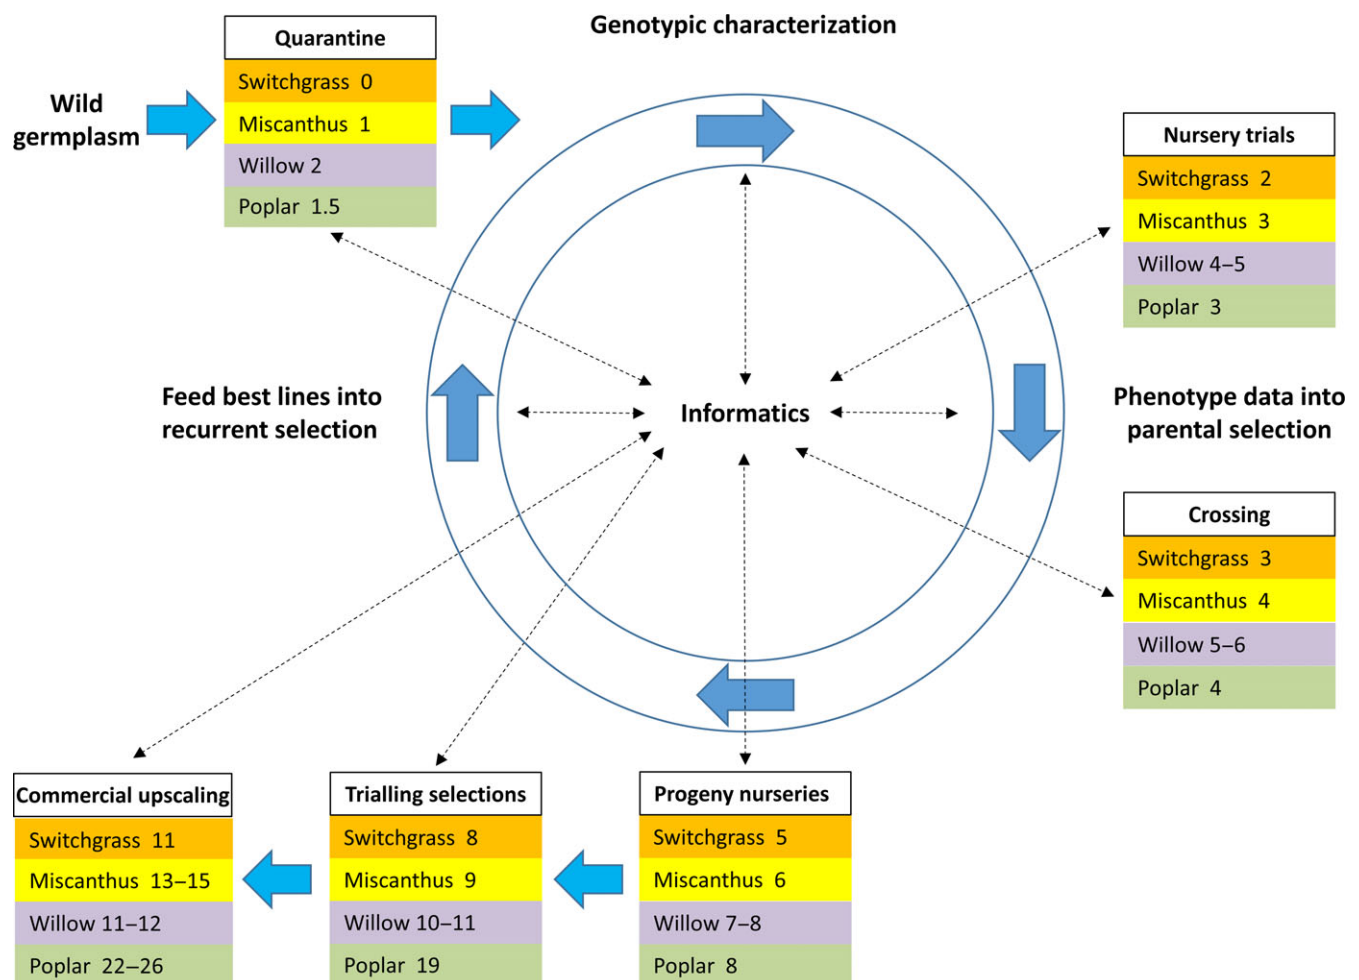 Genotypic characterization
Wild
germplasm
Quarantine
Switchgrass 0
Miscanthus 1
Willow 2
Poplar 1.5
Nursery trials
Switchgrass 2
Miscanthus 3
Willow 4–5
Poplar 3
Feed best lines into
recurrent selection
Informatics
Phenotype data into
parental selection
Crossing
Switchgrass 3
Miscanthus 4
Willow 5–6
Poplar 4
Commercial upscaling
Switchgrass 11
Miscanthus 13–15
Willow 11–12
Poplar 22–26
Trialling selections
Switchgrass 8
Miscanthus 9
Willow 10–11
Poplar 19
Progeny nurseries
Switchgrass 5
Miscanthus 6
Willow 7–8
Poplar 8